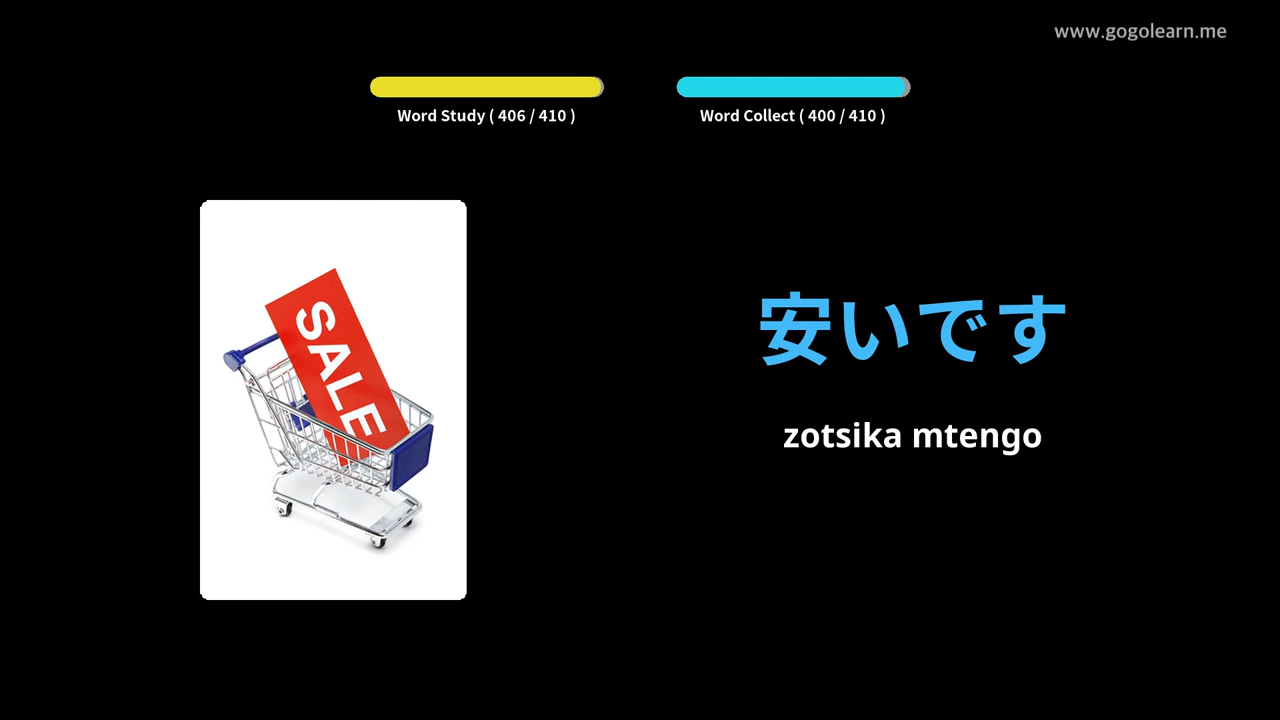 www.gogolearn.me
Word Study ( 406 / 410 )
Word Collect ( 400 / 410 )
SALE
安いです
zotsika mtengo